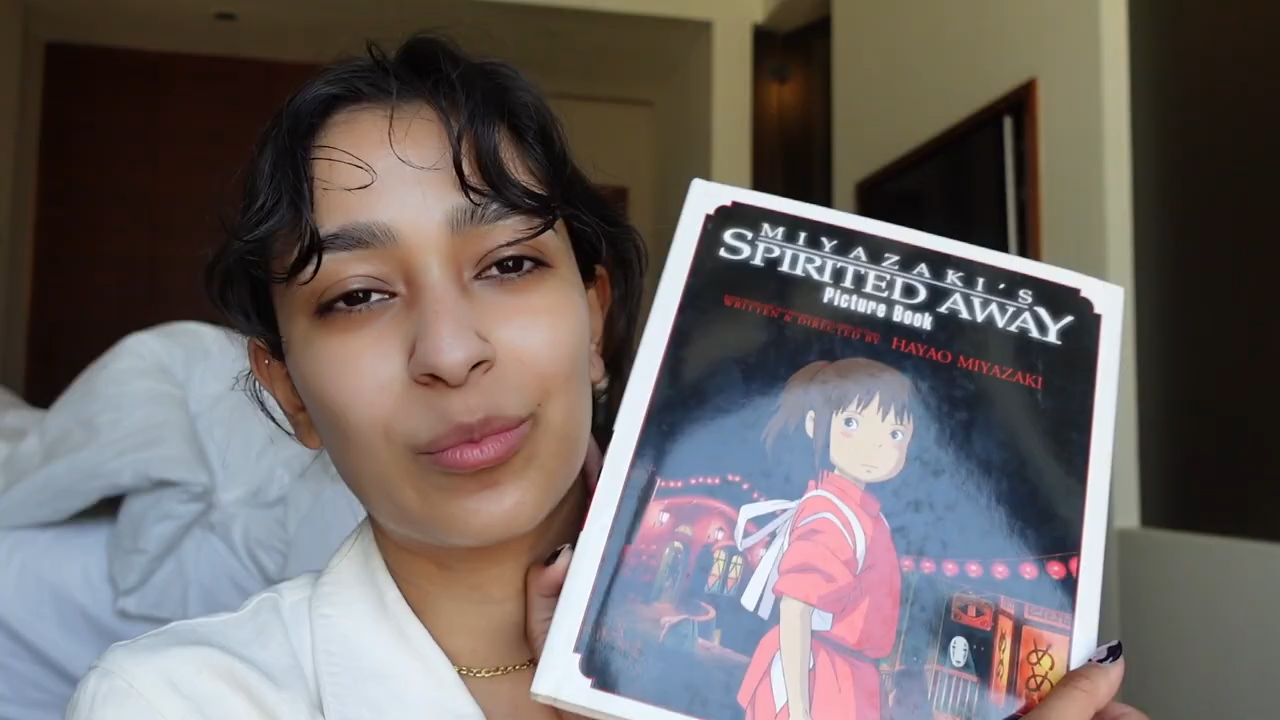 MIYAZAKI'S
SPIRITED AWAY
Picture Book
WRITTEN & DIRECTED BY HAYAO MIYAZAKI